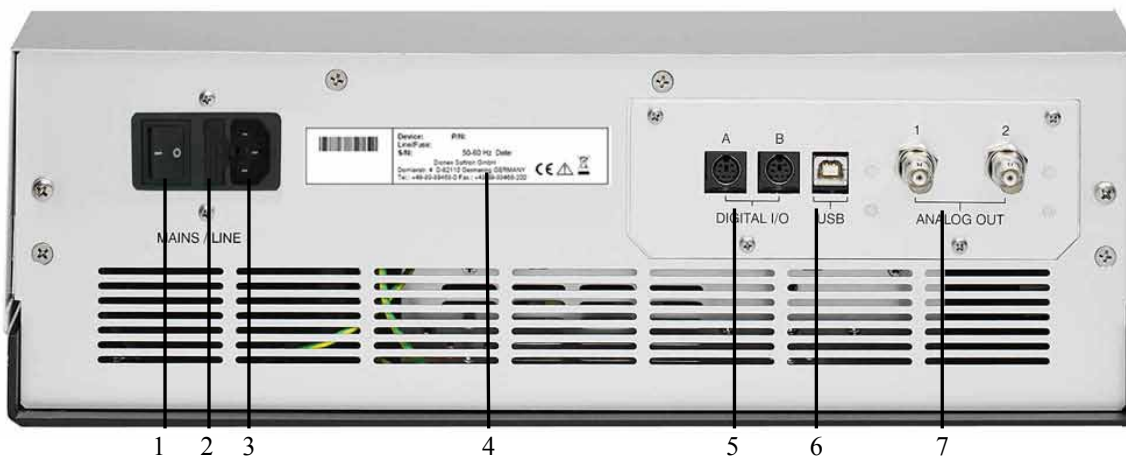 1 2
A B
Device: P/N:
Line/Fuse:
S/N: 50-60 Hz Date:
Dionex Softron GmbH
Dornierstr. 4 D-82110 Germering GERMANY
CE
I O
DIGITAL I/O USB ANALOG OUT
MAINS / LINE
1 2 3 4 5 6 7